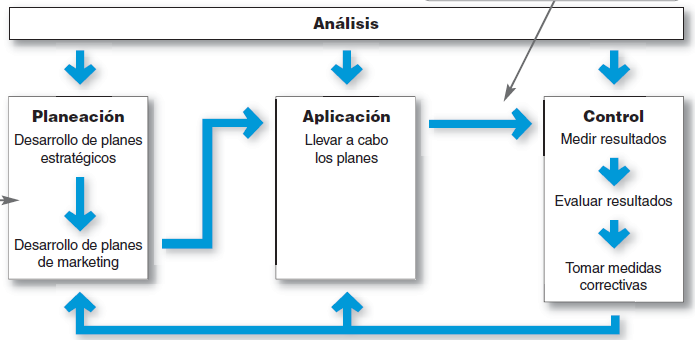 Análisis
Planeación
Desarrollo de planes
estratégicos
Desarrollo de planes
de marketing
Aplicación
Llevar a cabo
los planes
Control
Medir resultados
Evaluar resultados
Tomar medidas
correctivas